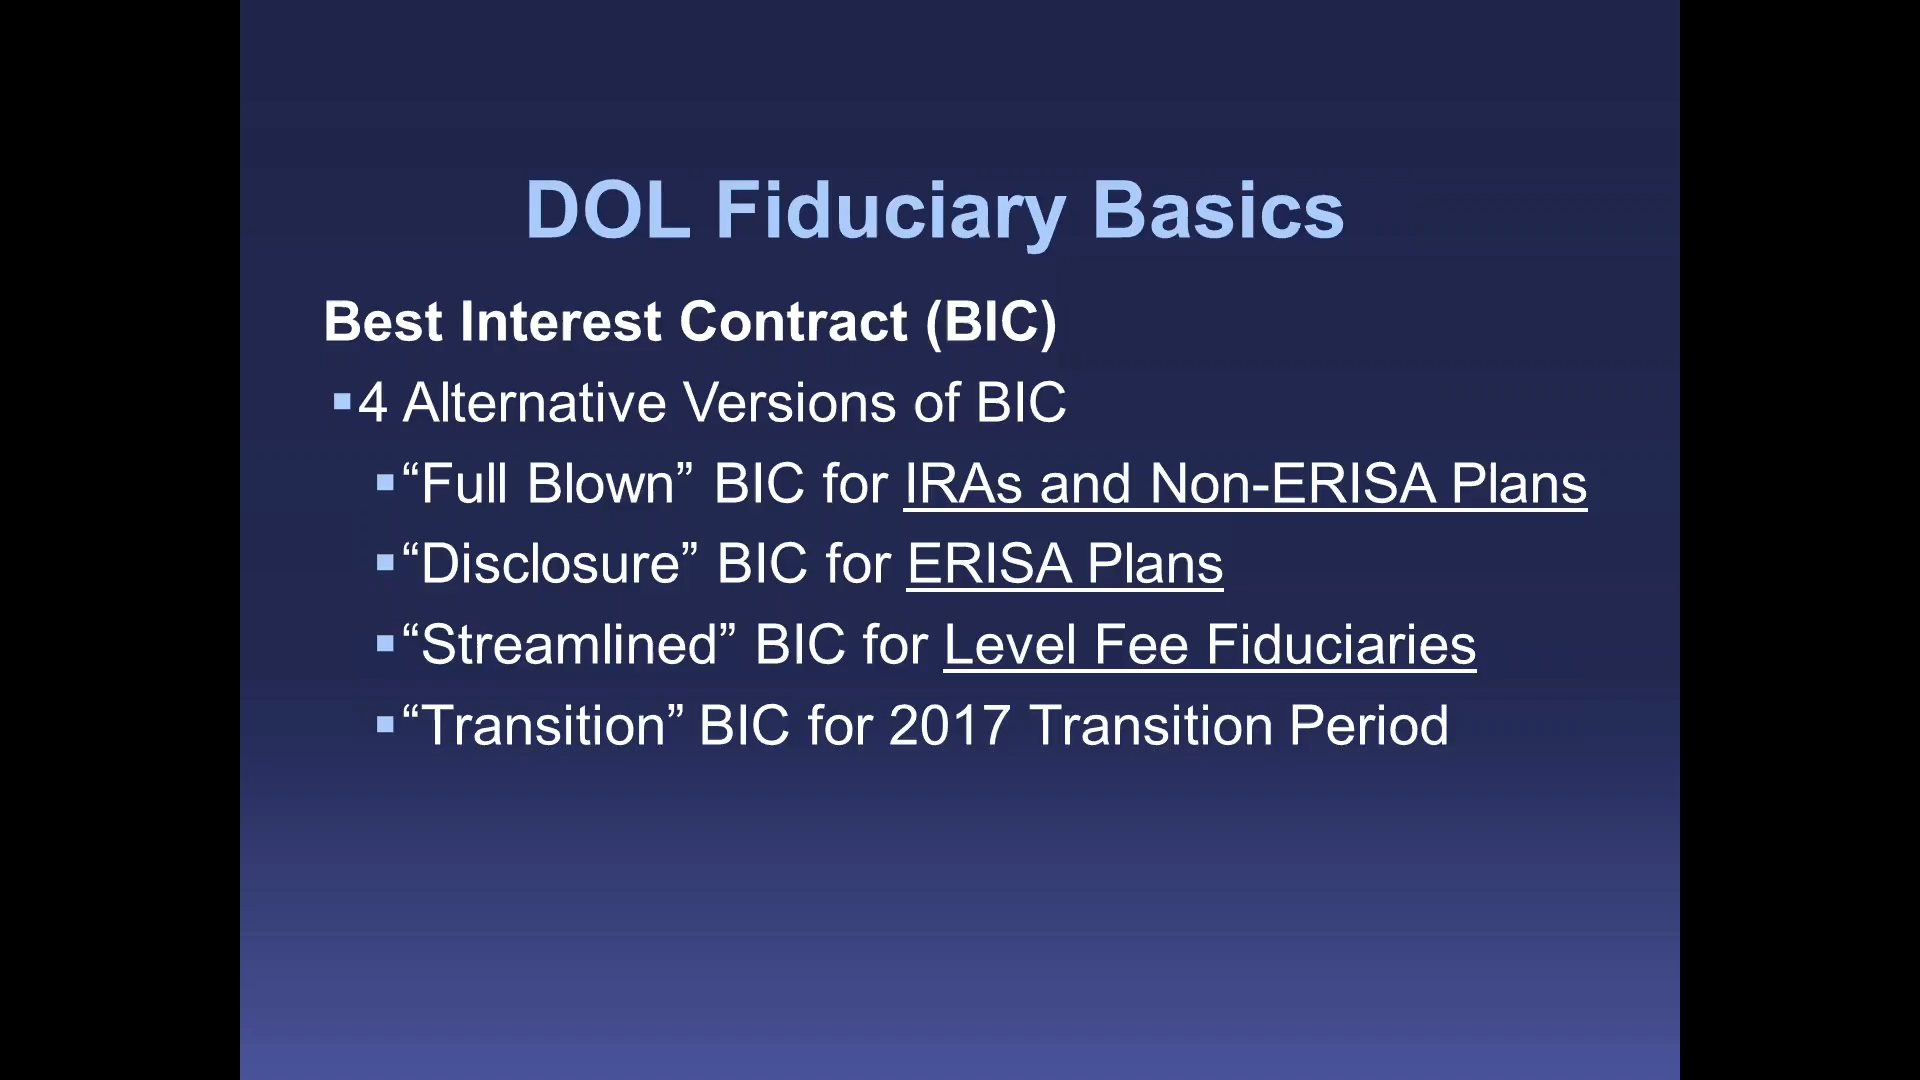 DOL Fiduciary Basics
Best Interest Contract (BIC)
▪4 Alternative Versions of BIC
▪“Full Blown” BIC for IRAs and Non-ERISA Plans
▪“Disclosure” BIC for ERISA Plans
▪“Streamlined” BIC for Level Fee Fiduciaries
▪“Transition” BIC for 2017 Transition Period